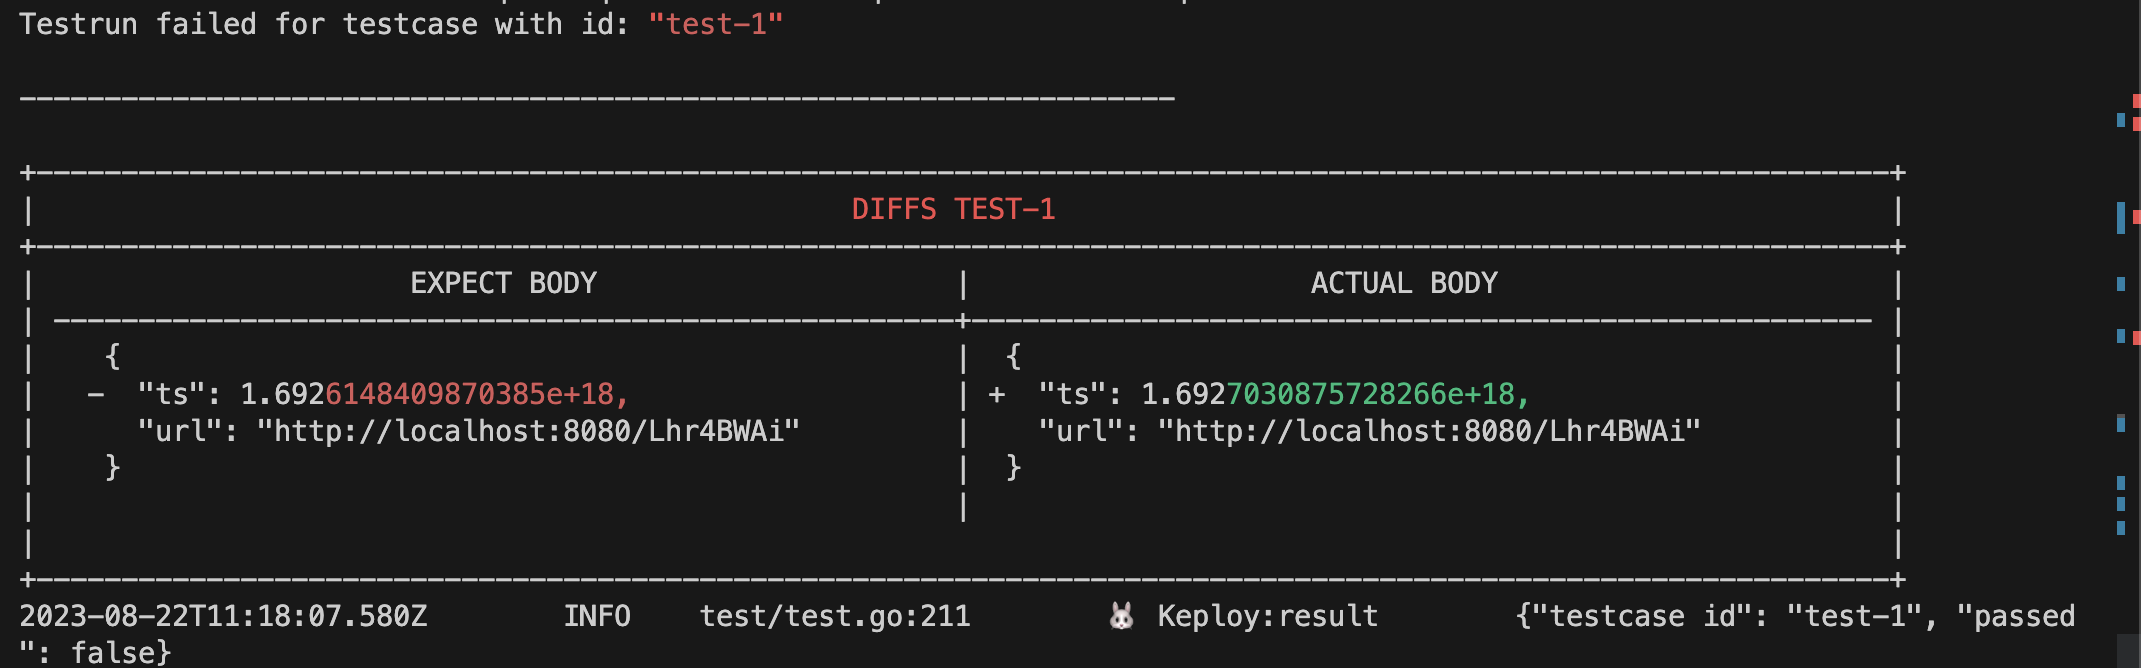 Testrun failed for testcase with id: "test-1"
--------------------------------------------------------------------
+-------------------------------------------------------------------------------------------------------------+
| DIFFS TEST-1 |
+-------------------------------------------------------------------------------------------------------------+
| EXPECT BODY | ACTUAL BODY |
| -----------------------------------------------------+----------------------------------------------------- |
| { | { |
| - "ts": 1.6926148409870385e+18, | + "ts": 1.6927030875728266e+18, |
| "url": "http://localhost:8080/Lhr4BWAi" | "url": "http://localhost:8080/Lhr4BWAi" |
| } | } |
| | |
| |
+-------------------------------------------------------------------------------------------------------------+
2023-08-22T11:18:07.580Z INFO test/test.go:211 🐰 Keploy:result {"testcase id": "test-1", "passed
": false}